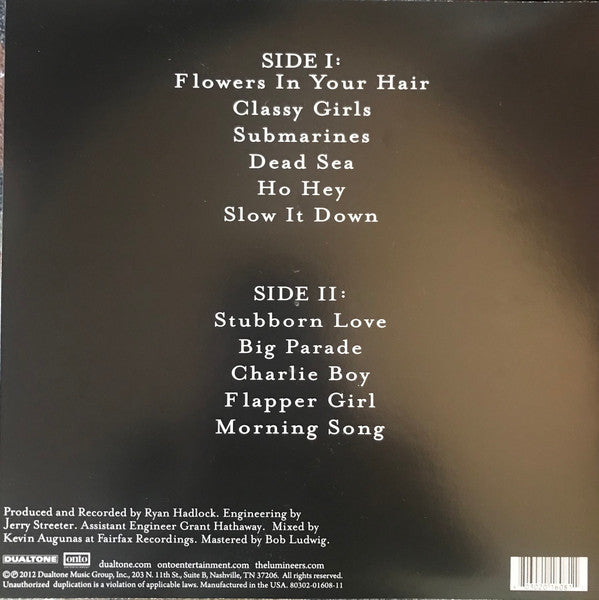 SIDE I:
Flowers In Your Hair
Classy Girls
Submarines
Dead Sea
Ho Hey
Slow It Down
SIDE II:
Stubborn Love
Big Parade
Charlie Boy
Flapper Girl
Morning Song
Produced and Recorded by Ryan Hadlock. Engineering by
Jerry Streeter. Assistant Engineer Grant Hathaway. Mixed by
Kevin Augunas at Fairfax Recordings. Mastered by Bob Ludwig.
DUALTONE onto dualtone.com ontoentertainment.com thelumineers.com
©℗ 2012 Dualtone Music Group, Inc., 203 N. 11th St., Suite B, Nashville, TN 37206. All rights reserved.
Unauthorized duplication is a violation of applicable laws. Manufactured in the USA. 80302-01608-11